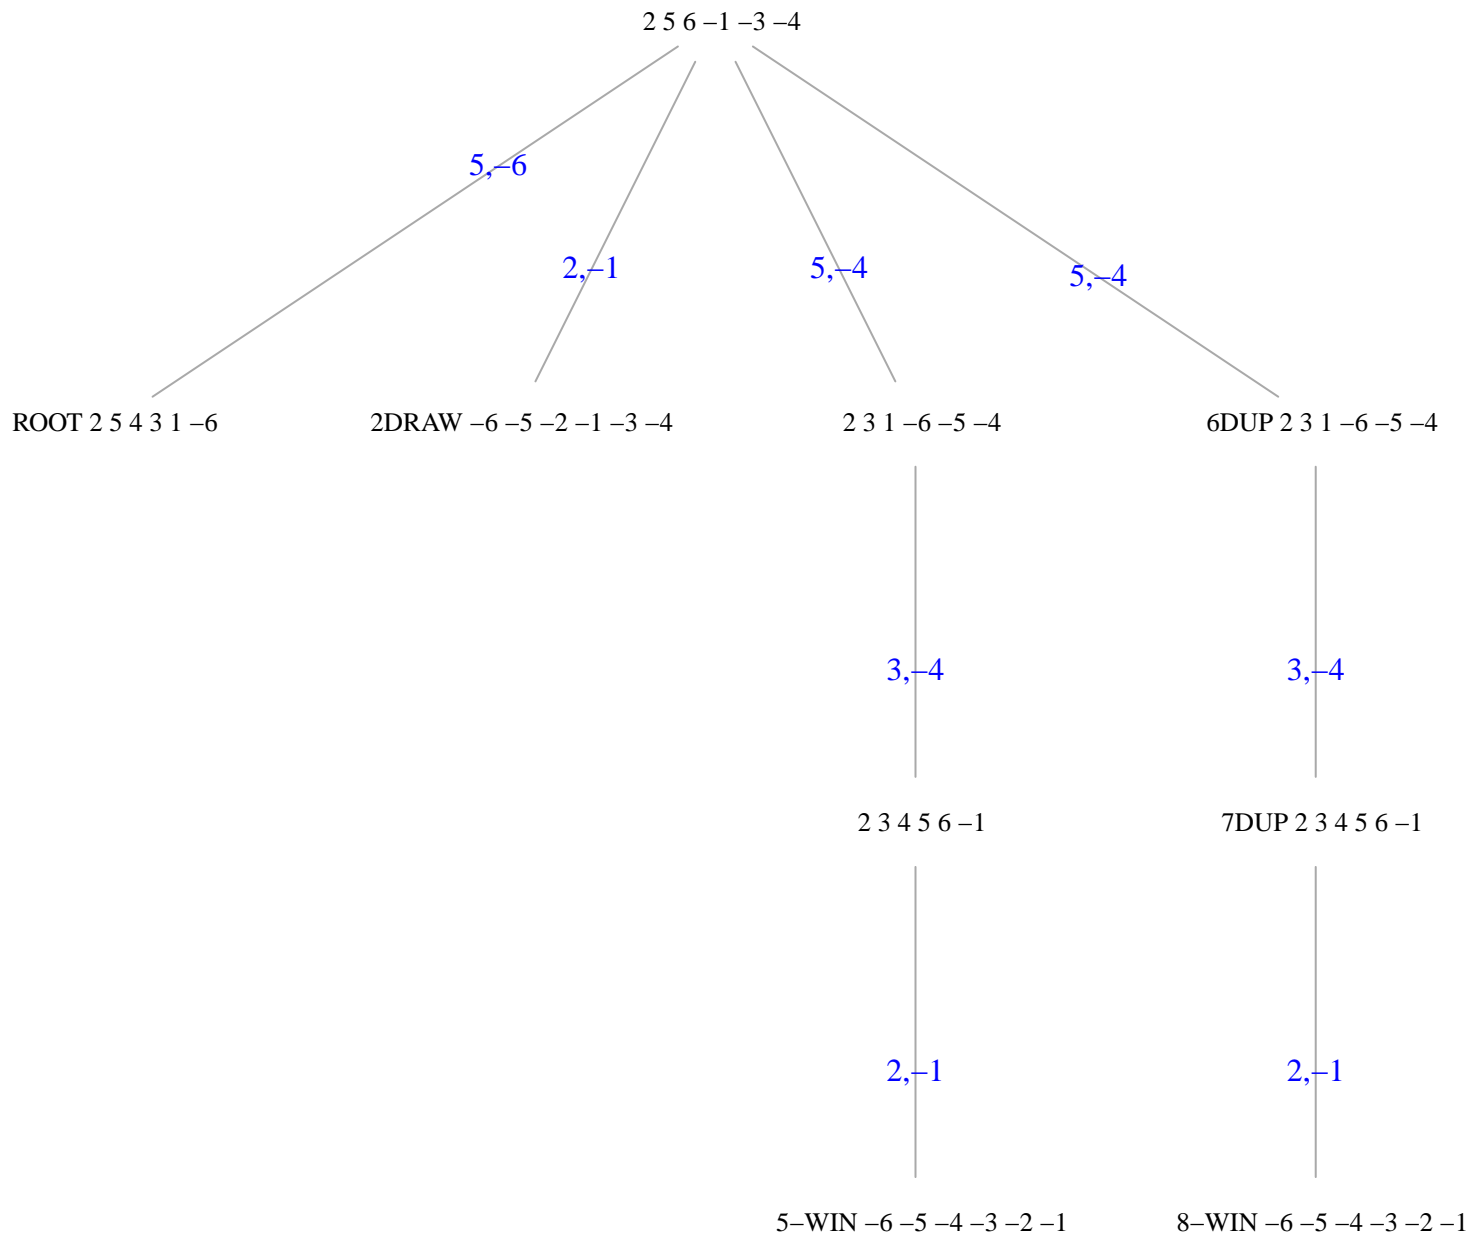 2 5 6 –1 –3 –4
5,–6
2,–1
5,–4
5,–4
ROOT 2 5 4 3 1 –6
2DRAW –6 –5 –2 –1 –3 –4
2 3 1 –6 –5 –4
6DUP 2 3 1 –6 –5 –4
3,–4
3,–4
2 3 4 5 6 –1
7DUP 2 3 4 5 6 –1
2,–1
2,–1
5–WIN –6 –5 –4 –3 –2 –1
8–WIN –6 –5 –4 –3 –2 –1